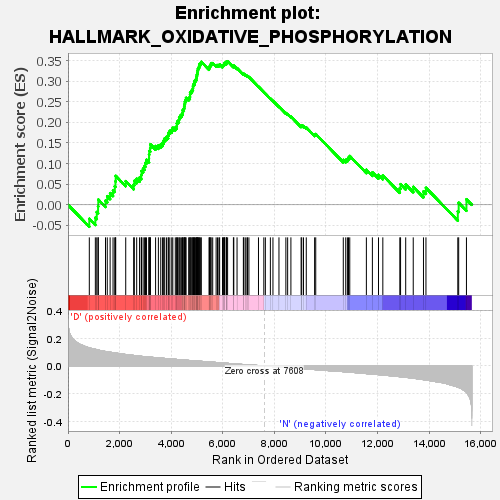 Enrichment plot:
HALLMARK_OXIDATIVE_PHOSPHORYLATION
Enrichment score (ES)
0.35
0.30
0.25
0.20
0.15
0.10
0.05
0.00
-0.05
'D' (positively correlated)
Ranked list metric (Signal2Noise)
0.4
0.2
0.0
-0.2
-0.4
Zero cross at 7608
'N' (negatively correlated)
0
2,000
4,000
6,000
8,000
10,000
12,000
14,000
16,000
Rank in Ordered Dataset
Enrichment profile
Hits
Ranking metric scores